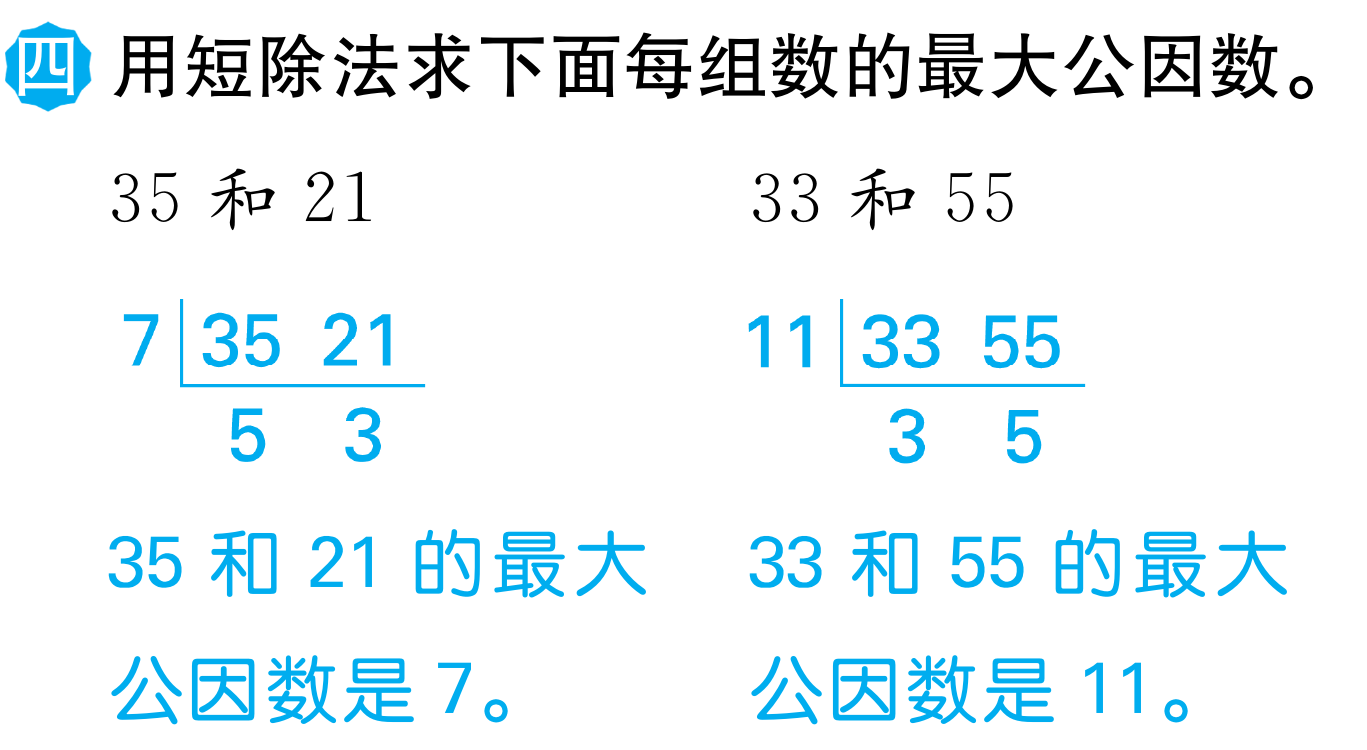 四 用短除法求下面每组数的最大公因数。
35 和 21
33 和 55
7 35 21
5 3
11 33 55
3 5
35 和 21 的最大
公因数是 7。
33 和 55 的最大
公因数是 11。